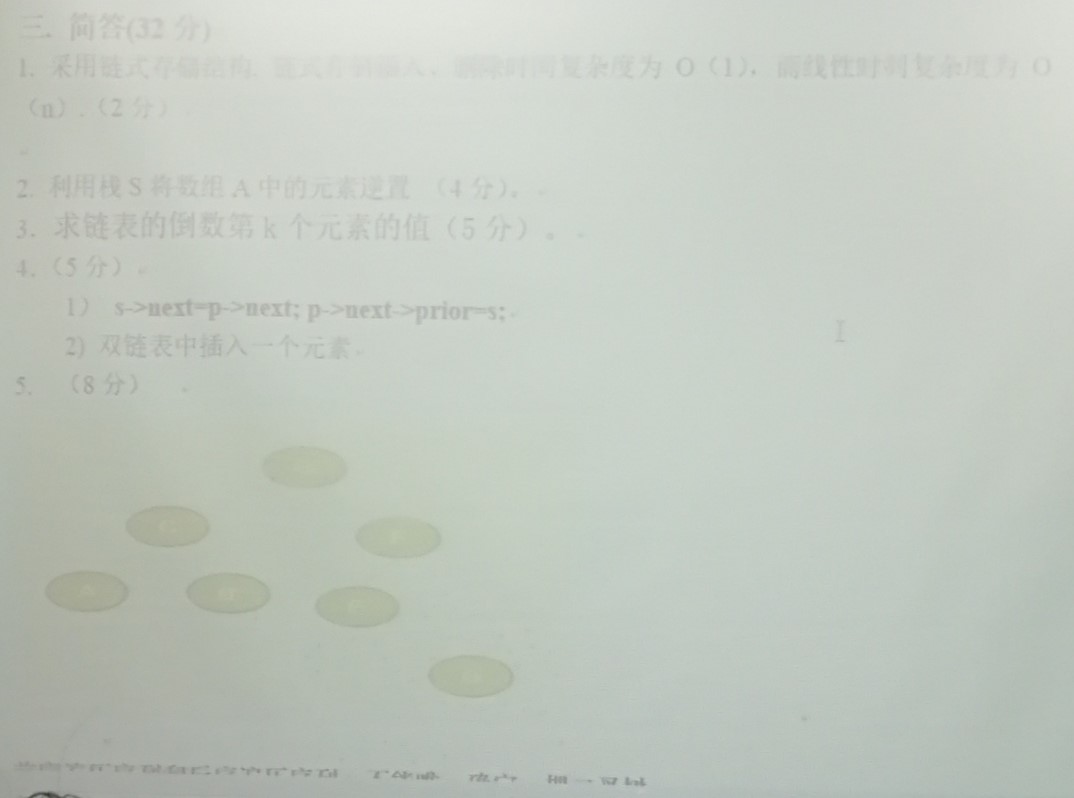 三. 简答(32 分)
1. 采用链式存储结构. 链式存储插入、删除时间复杂度为 O（1），而线性时间复杂度为 O
（n）.（2 分）
2. 利用栈 S 将数组 A 中的元素逆置 （4 分）。
3. 求链表的倒数第 k 个元素的值（5 分）。
4.（5 分）
1） s->next=p->next; p->next->prior=s;
2) 双链表中插入一个元素
5. （8 分）